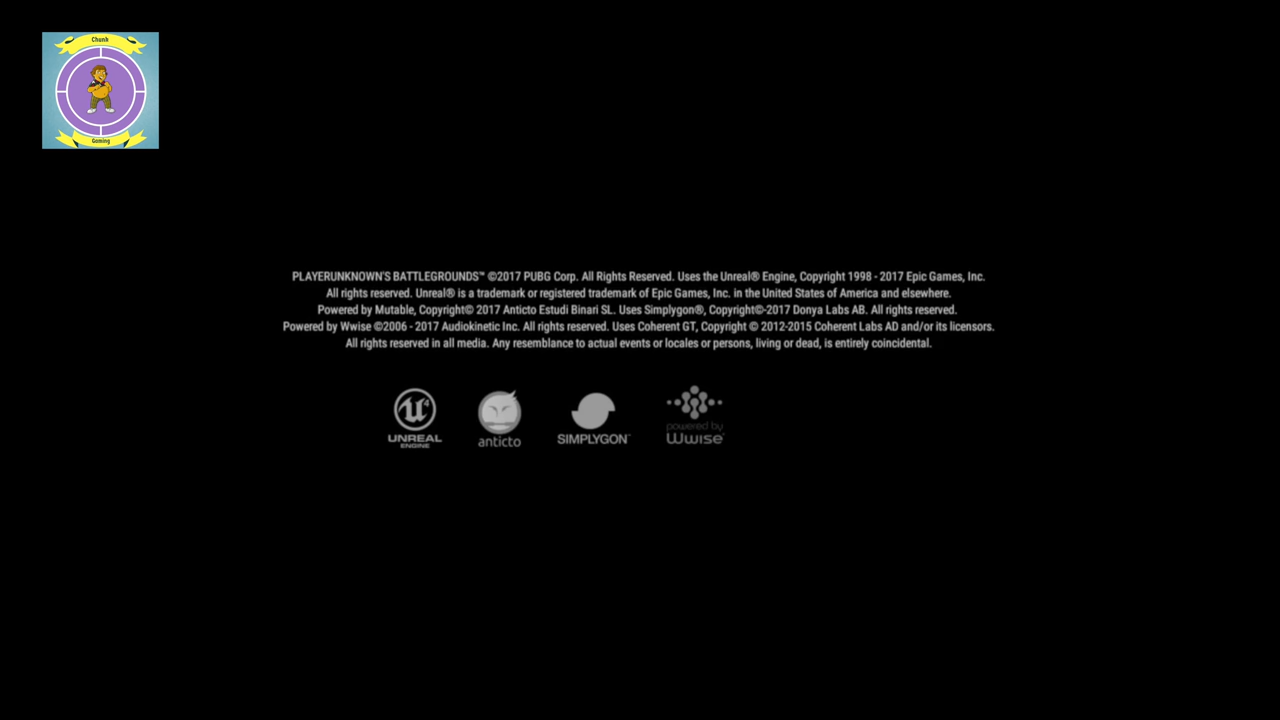 Chunk
Gaming
PLAYERUNKNOWN'S BATTLEGROUNDS™ ©2017 PUBG Corp. All Rights Reserved. Uses the Unreal® Engine, Copyright 1998 - 2017 Epic Games, Inc.
All rights reserved. Unreal® is a trademark or registered trademark of Epic Games, Inc. in the United States of America and elsewhere.
Powered by Mutable, Copyright© 2017 Anticto Estudi Binari SL. Uses Simplygon®, Copyright©-2017 Donya Labs AB. All rights reserved.
Powered by Wwise ©2006 - 2017 Audiokinetic Inc. All rights reserved. Uses Coherent GT, Copyright © 2012-2015 Coherent Labs AD and/or its licensors.
All rights reserved in all media. Any resemblance to actual events or locales or persons, living or dead, is entirely coincidental.
4
UNREAL
ENGINE
anticto
SIMPLYGON™
powered by
Wwise